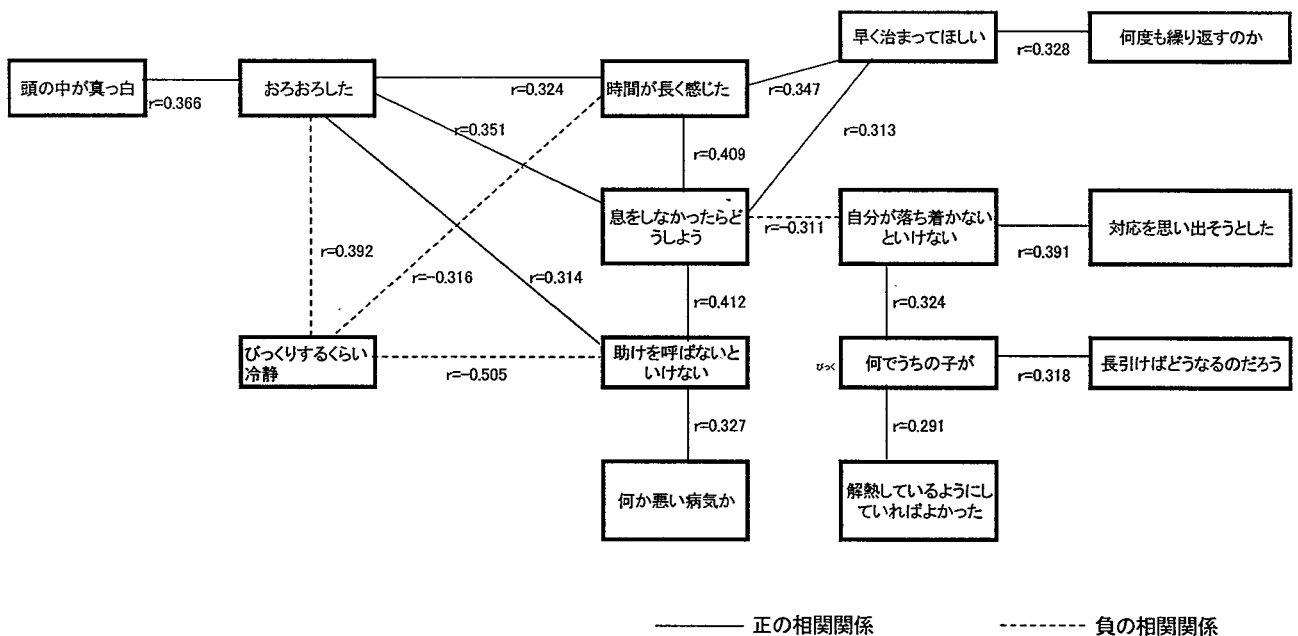 早く治まってほしい
r=0.328
何度も繰り返すのか
頭の中が真っ白
r=0.366
おろおろした
r=0.324
時間が長く感じた
r=0.347
r=0.351
r=0.313
r=0.409
息をしなかったらど
うしよう
r=-0.311
自分が落ち着かない
といけない
r=0.391
対応を思い出そうとした
r=0.392
r=-0.316
r=0.314
r=0.412
r=0.324
びっくりするくらい
冷静
r=-0.505
助けを呼ばないと
いけない
びっく
何でうちの子が
r=0.318
長引けばどうなるのだろう
r=0.327
r=0.291
何か悪い病気か
解熱しているようにし
ていればよかった
正の相関関係
負の相関関係